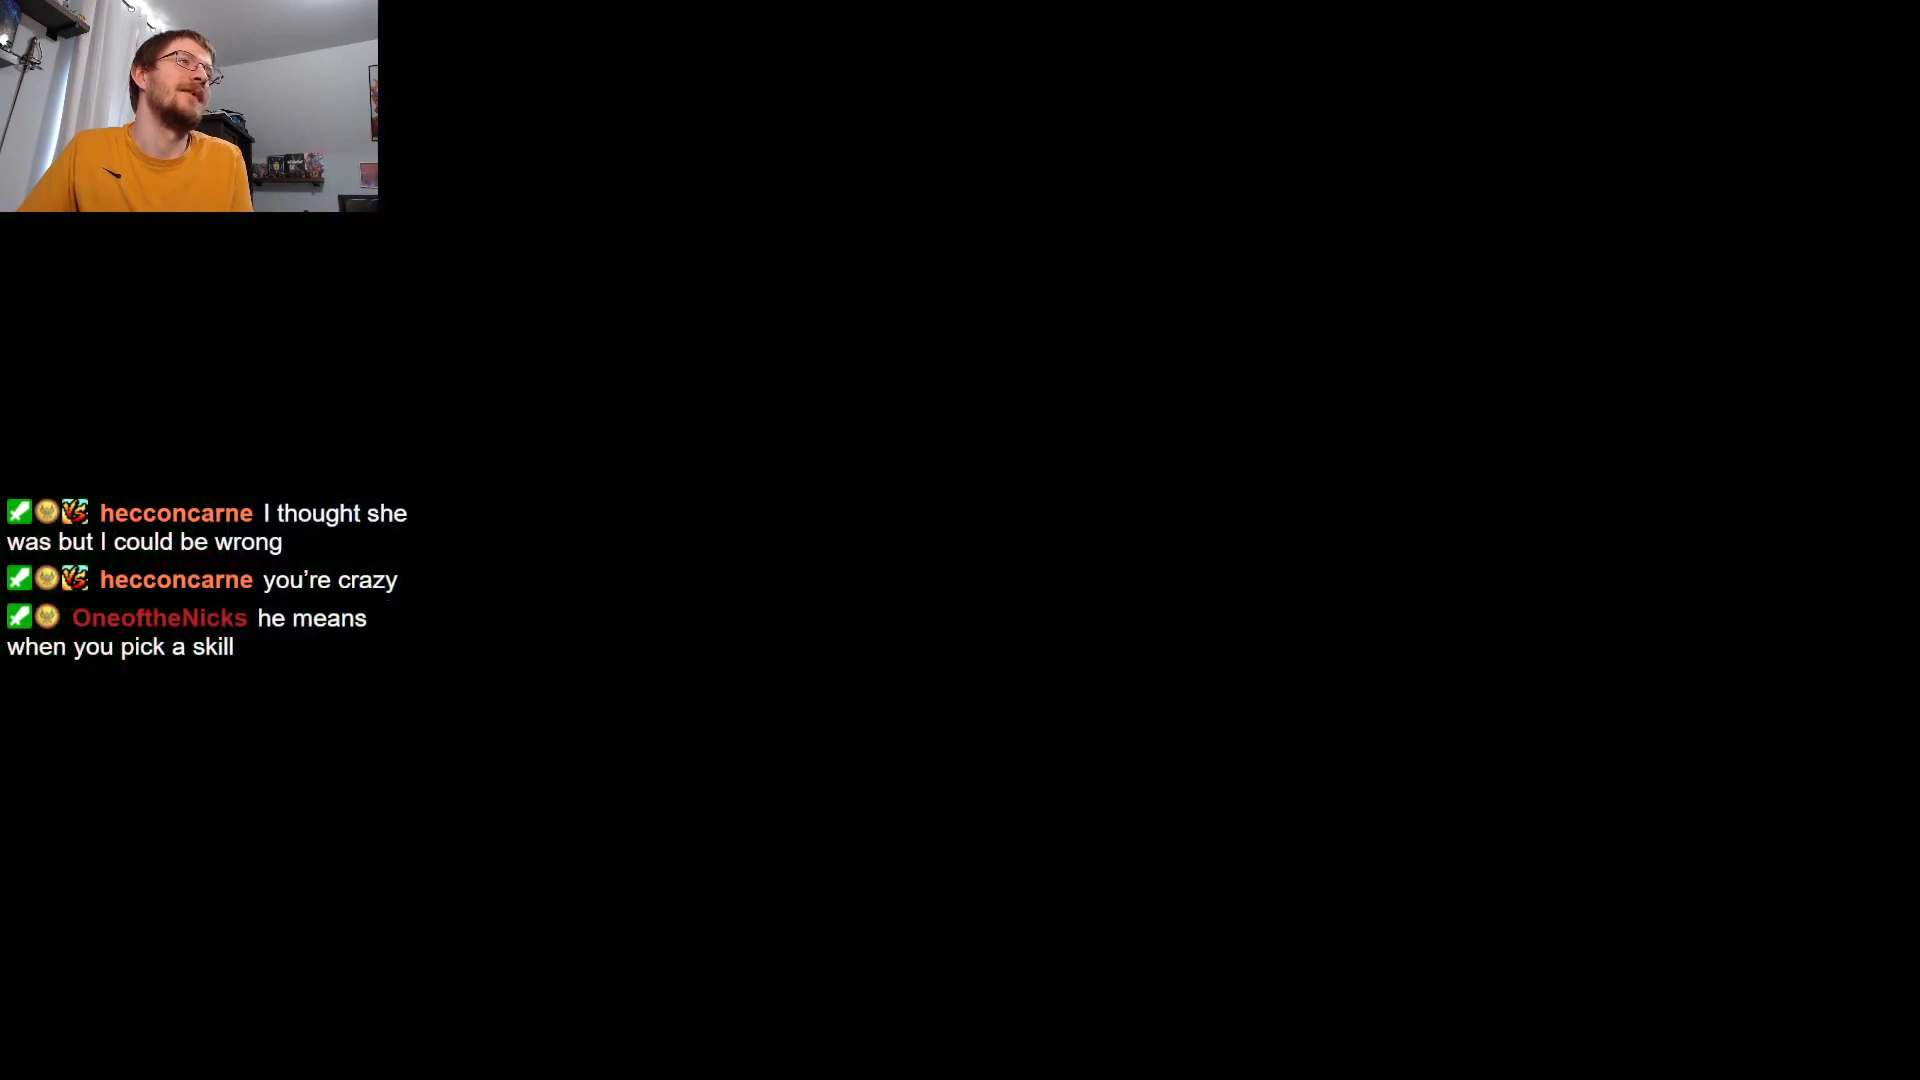 hecconcarne I thought she
was but I could be wrong
hecconcarne you’re crazy
OneoftheNicks he means
when you pick a skill